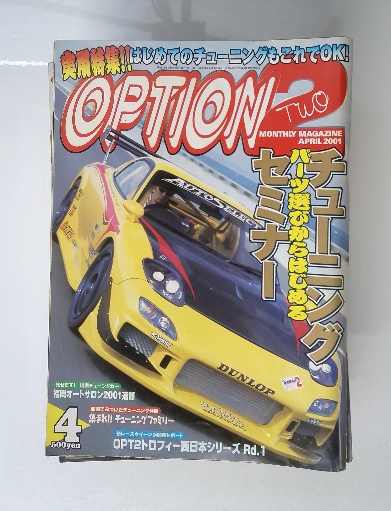 実用特集!!はじめてのチューニングもこれでOK!
OPTION2
TWO
MONTHLY MAGAZINE
APRIL 2001
チューニング
セミナー
パーツ選びからはじめる
AUTO SELECT
DUNLOP
福岡オートサロン2001速報
集まれ!! チューニングファミリー
OPT2トロフィー西日本シリーズ Rd.1
4
500yen